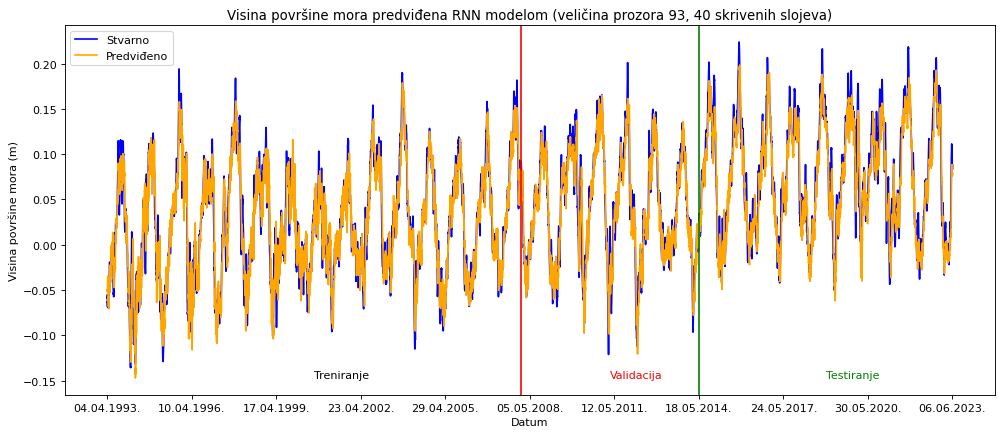 Visina površine mora predviđena RNN modelom (veličina prozora 93, 40 skrivenih slojeva)
Stvarno
Predviđeno
Visina površine mora (m)
0.20
0.15
0.10
0.05
0.00
−0.05
−0.10
−0.15
Treniranje
Validacija
Testiranje
04.04.1993.
10.04.1996.
17.04.1999.
23.04.2002.
29.04.2005.
05.05.2008.
12.05.2011.
18.05.2014.
24.05.2017.
30.05.2020.
06.06.2023.
Datum